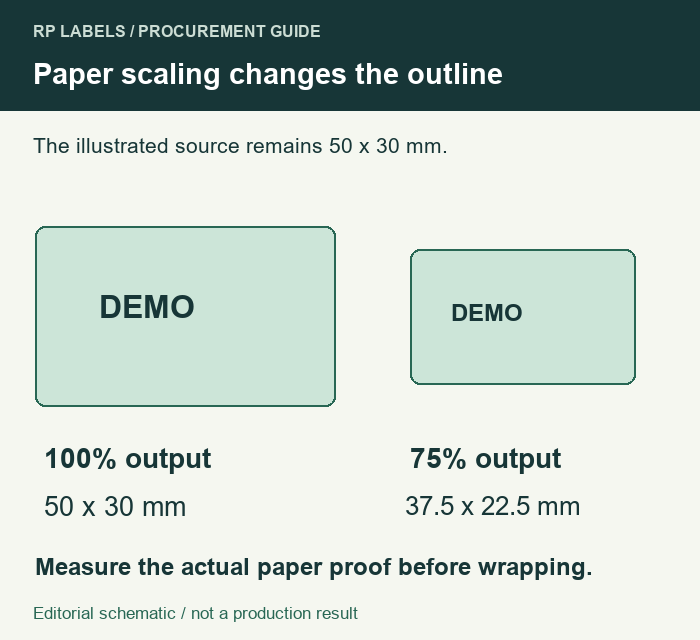 RP LABELS / PROCUREMENT GUIDE
Paper scaling changes the outline
The illustrated source remains 50 x 30 mm.
DEMO
DEMO
100% output
75% output
50 x 30 mm
37.5 x 22.5 mm
Measure the actual paper proof before wrapping.
Editorial schematic / not a production result